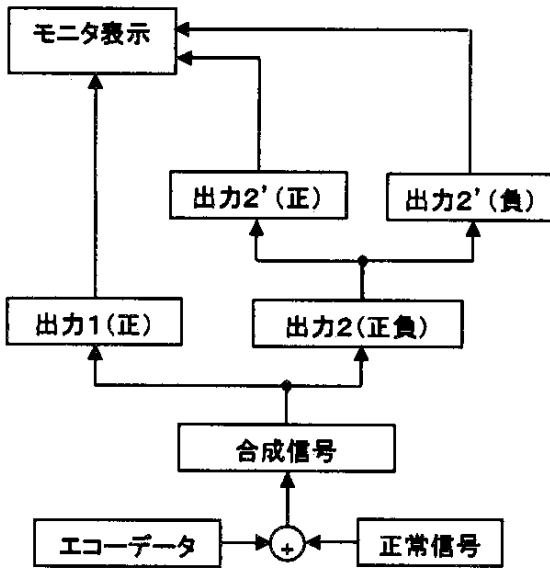 モニタ表示
出力2'(正)
出力2'(負)
出力1(正)
出力2(正負)
合成信号
エコーデータ
+
正常信号